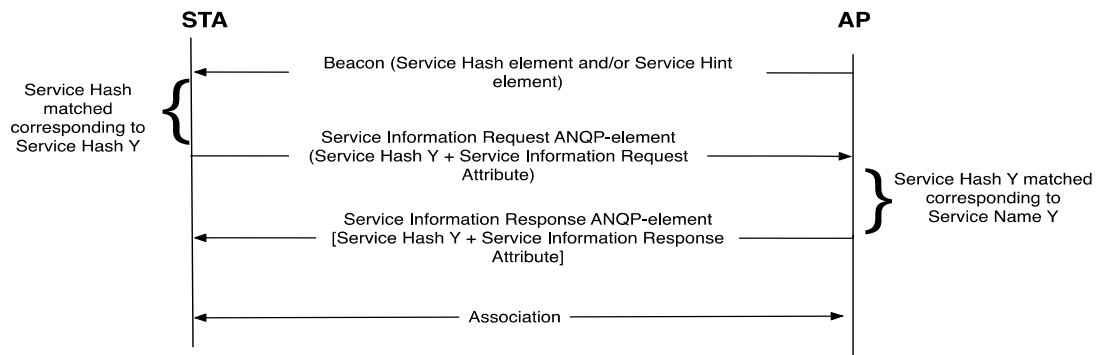 STA
AP
Beacon (Service Hash element and/or Service Hint
element)
Service Hash
matched
corresponding to
Service Hash Y
Service Information Request ANQP-element
(Service Hash Y + Service Information Request
Attribute)
Service Hash Y matched
corresponding to
Service Name Y
Service Information Response ANQP-element
[Service Hash Y + Service Information Response
Attribute]
Association